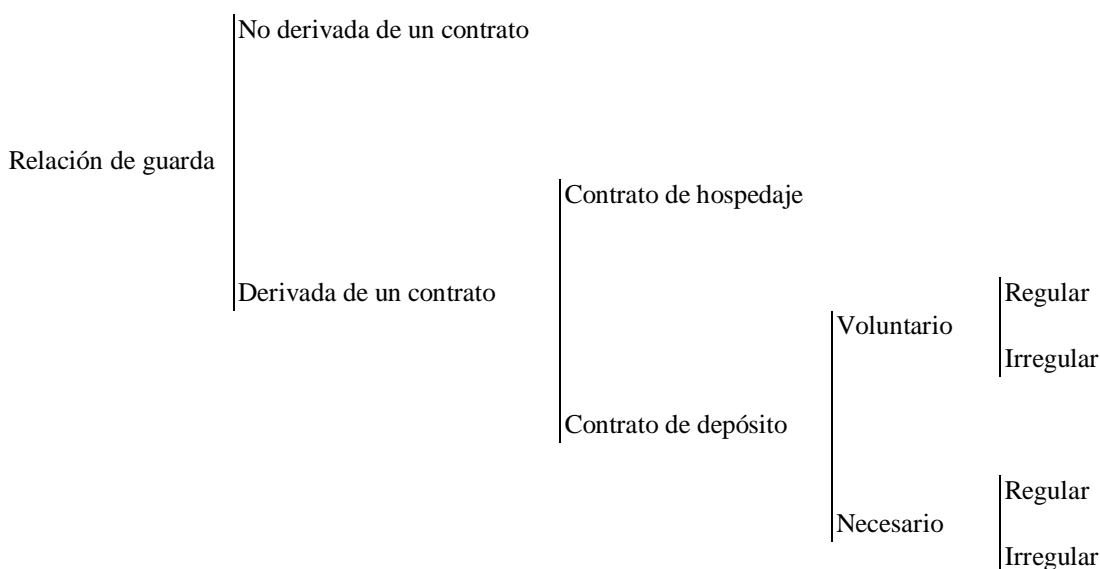 No derivada de un contrato
Relación de guarda
Contrato de hospedaje
Derivada de un contrato
Regular
Voluntario
Irregular
Contrato de depósito
Regular
Necesario
Irregular